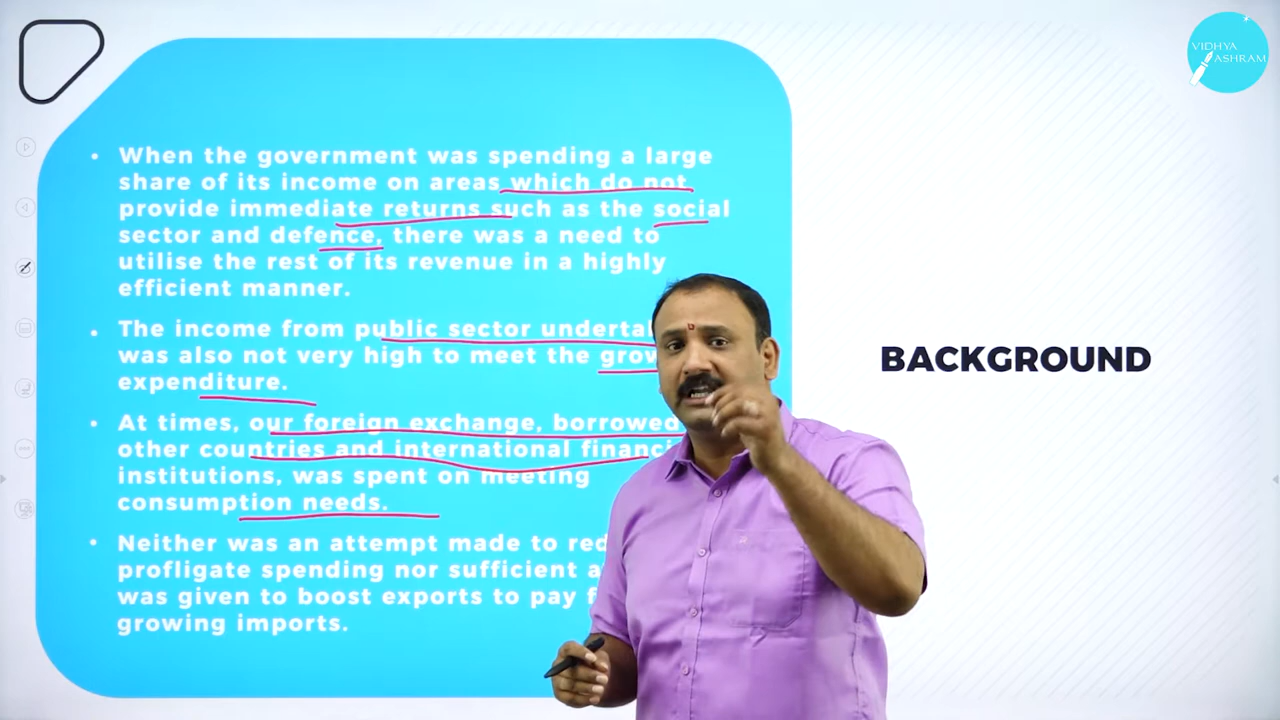 VIDHYA
ASHRAM
• When the government was spending a large
share of its income on areas which do not
provide immediate returns such as the social
sector and defence, there was a need to
utilise the rest of its revenue in a highly
efficient manner.
• The income from public sector
was also not very high to meet the
expenditure.
• At times, our foreign exchange, borrowed
other countries and international
institutions, was spent on meeting
consumption needs.
• Neither was an attempt made to
profligate spending nor sufficient
was given to boost exports to pay
growing imports.
BACKGROUND